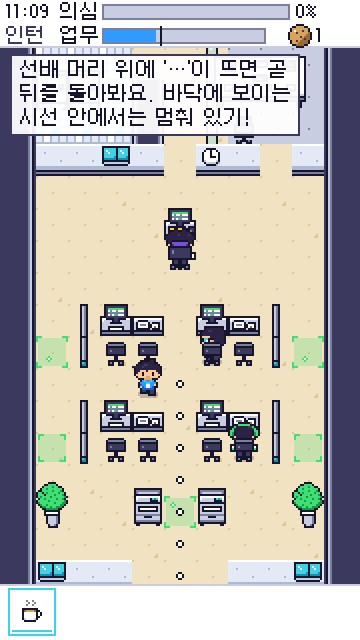 11:09 의심 0%
인턴 업무 1
선배 머리 위에 '…'이 뜨면 곧
뒤를 돌아봐요. 바닥에 보이는
시선 안에서는 멈춰 있기!